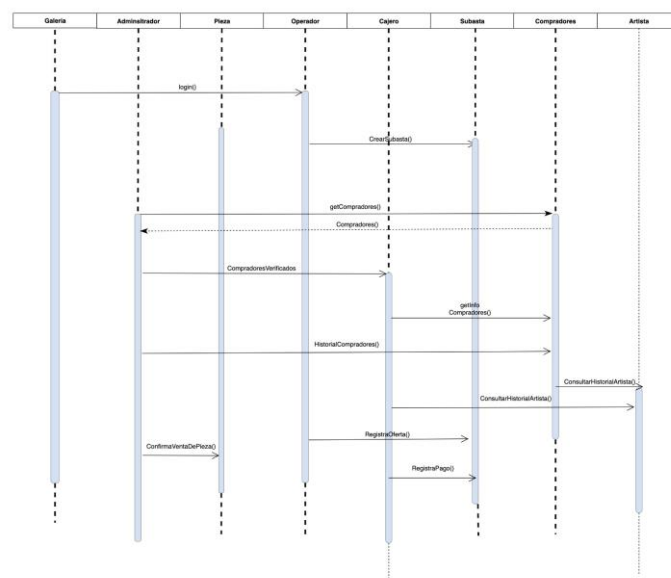 Galeria
Adminsitrador
Pieza
Operador
Cajero
Subasta
Compradores
Artista
login()
CrearSubasta()
getCompradores()
Compradores()
CompradoresVerificados
getInfo
Compradores()
HistorialCompradores()
ConsultarHistorialArtista()
ConsultarHistorialArtista()
RegistraOferta()
ConfirmaVentaDePieza()
RegistraPago()